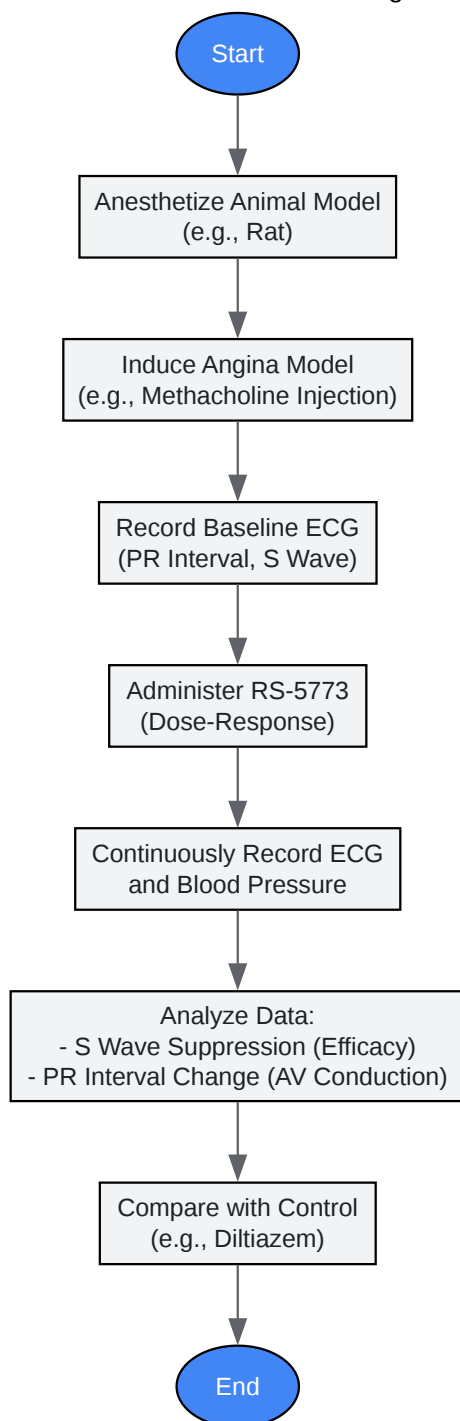 Start
Anesthetize Animal Model
(e.g., Rat)
Induce Angina Model
(e.g., Methacholine Injection)
Record Baseline ECG
(PR Interval, S Wave)
Administer RS-5773
(Dose-Response)
Continuously Record ECG
and Blood Pressure
Analyze Data:
- S Wave Suppression (Efficacy)
- PR Interval Change (AV Conduction)
Compare with Control
(e.g., Diltiazem)
End